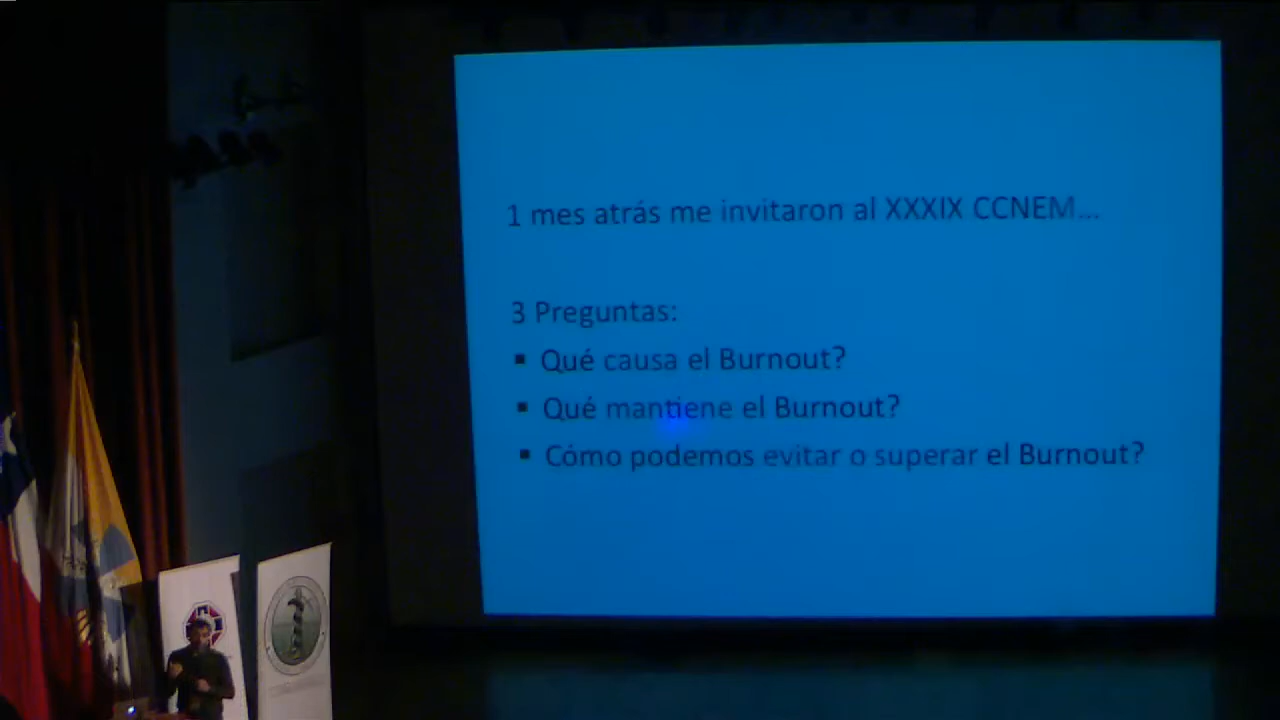 1 mes atrás me invitaron al XXXIX CCNEM...
3 Preguntas:
▪ Qué causa el Burnout?
▪ Qué mantiene el Burnout?
▪ Cómo podemos evitar o superar el Burnout?